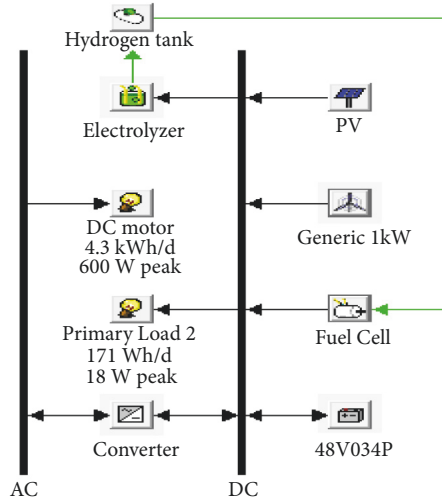 Hydrogen tank
Electrolyzer
PV
DC motor
4.3 kWh/d
600 W peak
Generic 1kW
Primary Load 2
171 Wh/d
18 W peak
Fuel Cell
Converter
48V034P
AC
DC